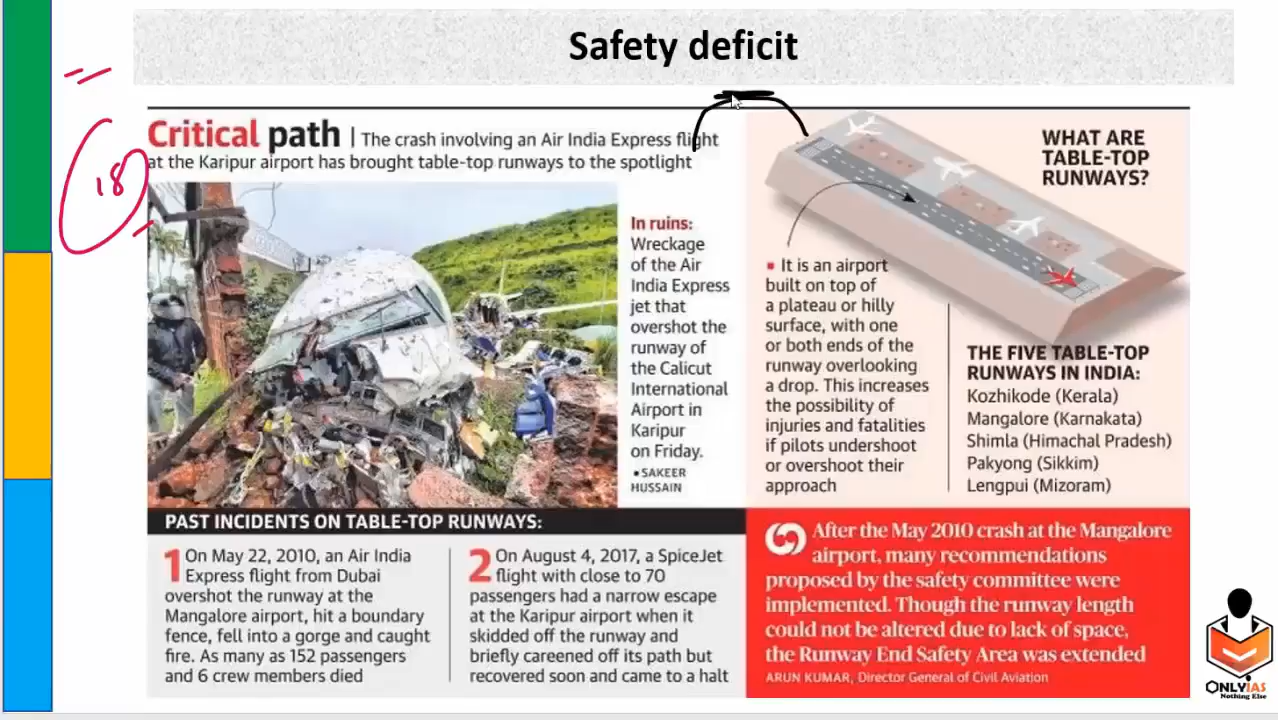 Safety deficit
18
Critical path | The crash involving an Air India Express flight
at the Karipur airport has brought table-top runways to the spotlight
In ruins:
Wreckage
of the Air
India Express
jet that
overshot the
runway of
the Calicut
International
Airport in
Karipur
on Friday.
• SAKEER
HUSSAIN
WHAT ARE
TABLE-TOP
RUNWAYS?
It is an airport
built on top of
a plateau or hilly
surface, with one
or both ends of the
runway overlooking
a drop. This increases
the possibility of
injuries and fatalities
if pilots undershoot
or overshoot their
approach
THE FIVE TABLE-TOP
RUNWAYS IN INDIA:
Kozhikode (Kerala)
Mangalore (Karnakata)
Shimla (Himachal Pradesh)
Pakyong (Sikkim)
Lengpui (Mizoram)
PAST INCIDENTS ON TABLE-TOP RUNWAYS:
1 On May 22, 2010, an Air India
Express flight from Dubai
overshot the runway at the
Mangalore airport, hit a boundary
fence, fell into a gorge and caught
fire. As many as 152 passengers
and 6 crew members died
2 On August 4, 2017, a SpiceJet
flight with close to 70
passengers had a narrow escape
at the Karipur airport when it
skidded off the runway and
briefly careened off its path but
recovered soon and came to a halt
After the May 2010 crash at the Mangalore
airport, many recommendations
proposed by the safety committee were
implemented. Though the runway length
could not be altered due to lack of space,
the Runway End Safety Area was extended
ARUN KUMAR, Director General of Civil Aviation
ONLYIAS
Nothing Else